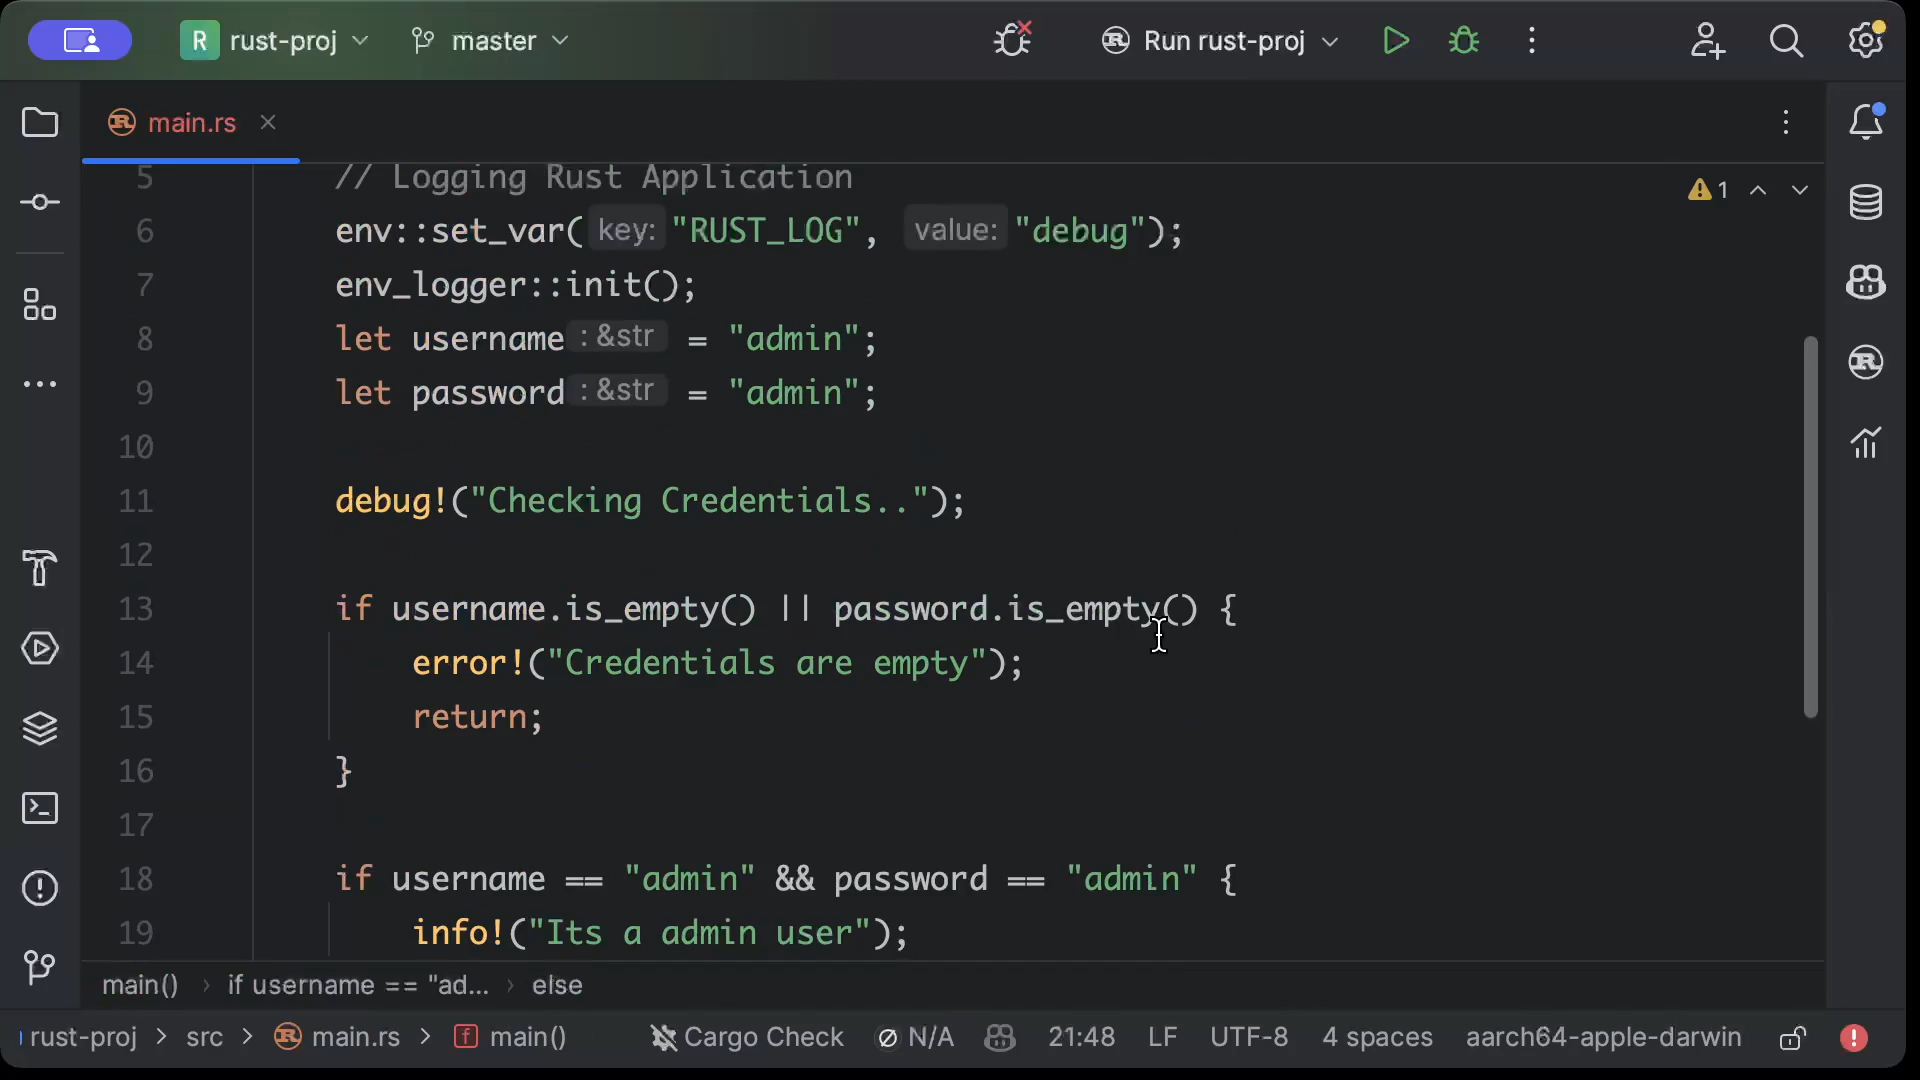 R rust-proj master Run rust-proj
main.rs
1
5 // Logging Rust Application
6 env::set_var( key: "RUST_LOG", value: "debug");
7 env_logger::init();
8 let username : &str = "admin";
9 let password : &str = "admin";
10
11 debug!("Checking Credentials..");
12
13 if username.is_empty() || password.is_empty() {
14 error!("Credentials are empty");
15 return;
16 }
17
18 if username == "admin" && password == "admin" {
19 info!("Its a admin user");
main() › if username == "ad... › else
rust-proj > src > main.rs > f main() Cargo Check N/A 21:48 LF UTF-8 4 spaces aarch64-apple-darwin